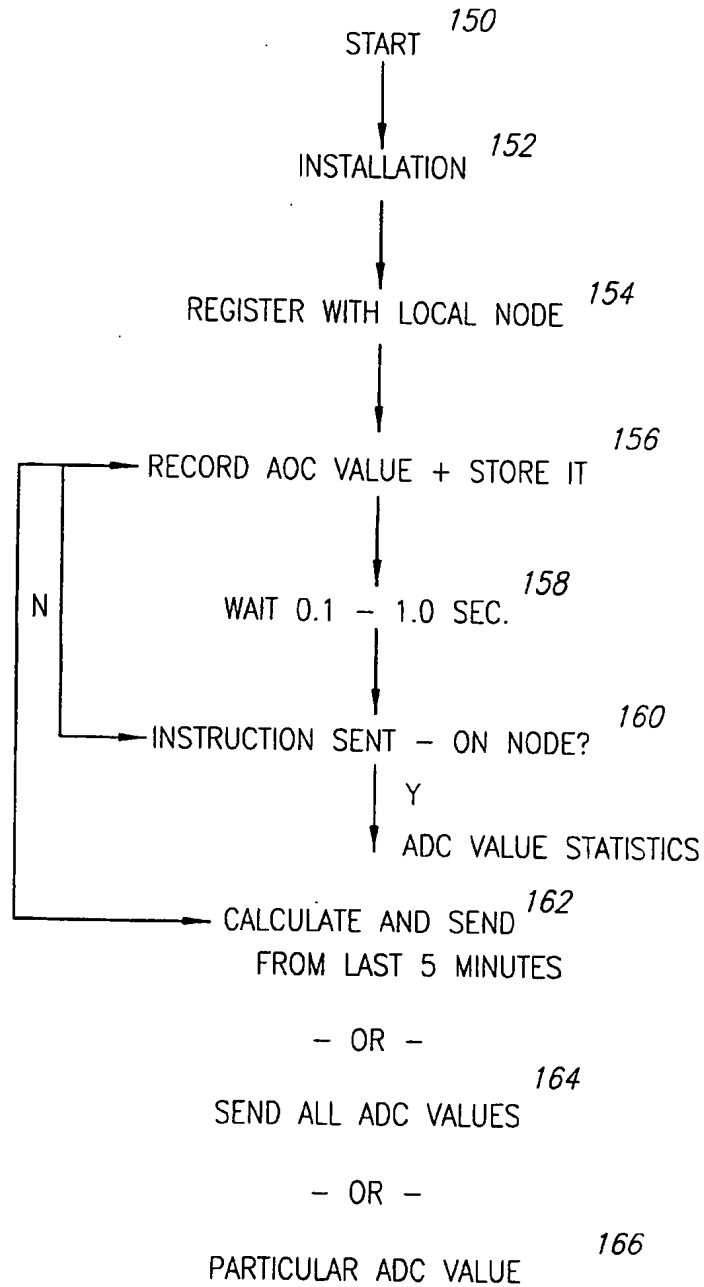 START 150
INSTALLATION 152
REGISTER WITH LOCAL NODE 154
RECORD AOC VALUE + STORE IT 156
N
WAIT 0.1 – 1.0 SEC. 158
INSTRUCTION SENT – ON NODE? 160
Y
ADC VALUE STATISTICS
CALCULATE AND SEND 162
FROM LAST 5 MINUTES
– OR –
SEND ALL ADC VALUES 164
– OR –
PARTICULAR ADC VALUE 166